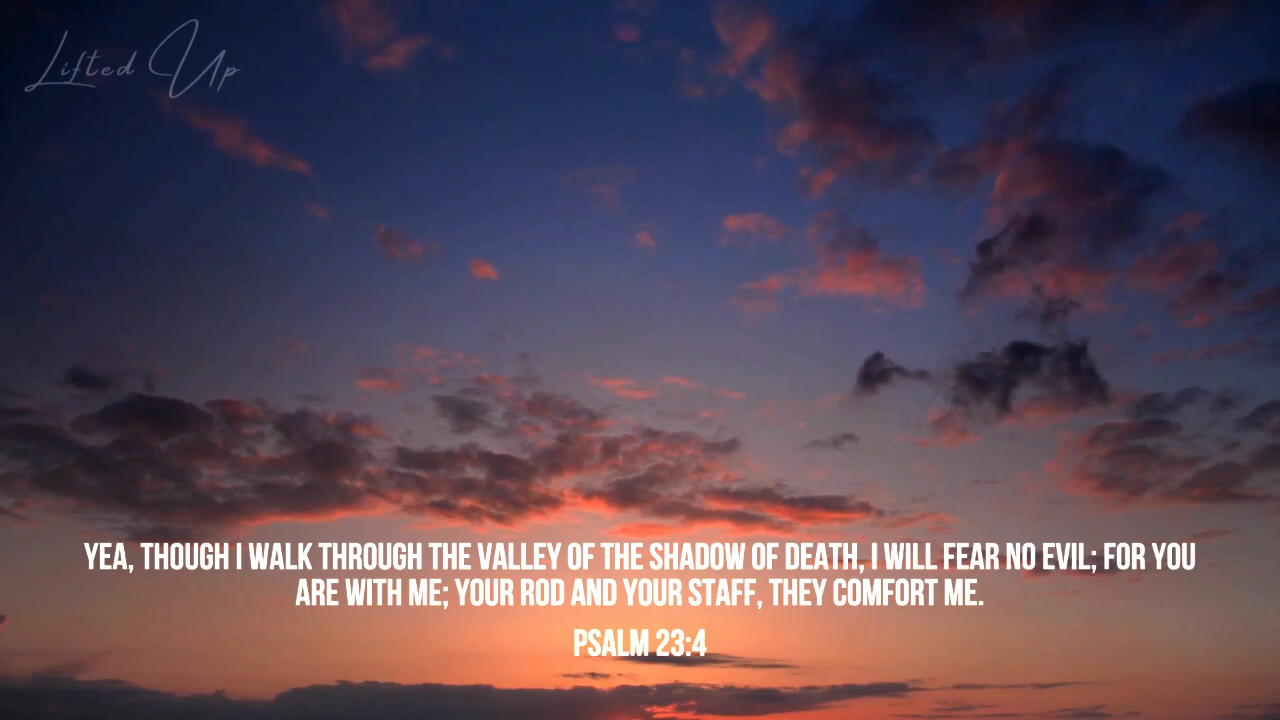 Lifted Up
YEA, THOUGH I WALK THROUGH THE VALLEY OF THE SHADOW OF DEATH, I WILL FEAR NO EVIL; FOR YOU
ARE WITH ME; YOUR ROD AND YOUR STAFF, THEY COMFORT ME.
PSALM 23:4